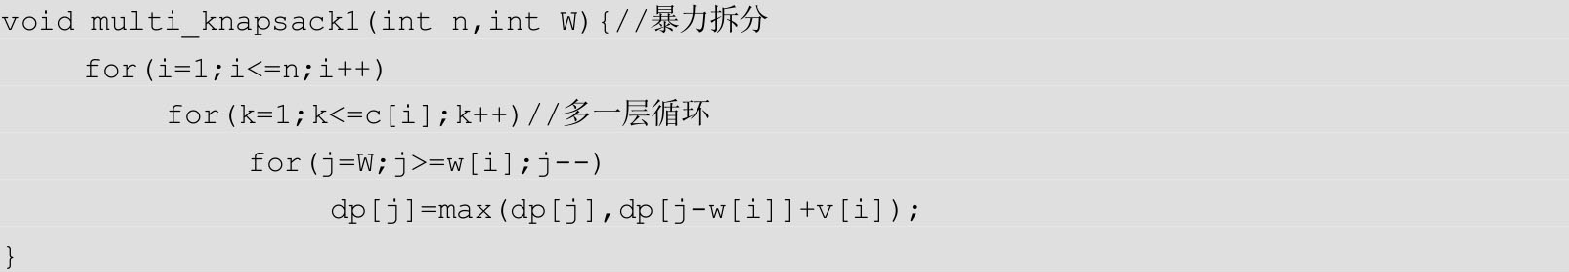 void multi_knapsack1(int n,int W){//暴力拆分
for(i=1;i<=n;i++)
for(k=1;k<=c[i];k++)//多一层循环
for(j=W;j>=w[i];j--)
dp[j]=max(dp[j],dp[j-w[i]]+v[i]);
}